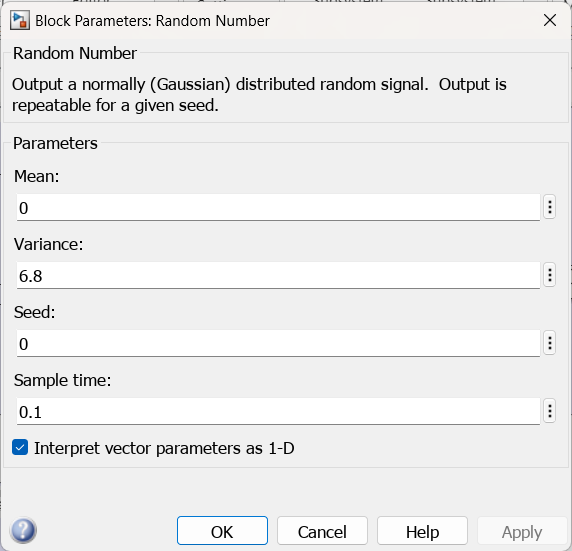 Block Parameters: Random Number
Random Number
Output a normally (Gaussian) distributed random signal.  Output is
repeatable for a given seed.
Parameters
Mean:
0
Variance:
6.8
Seed:
0
Sample time:
0.1
Interpret vector parameters as 1-D
OK
Cancel
Help
Apply